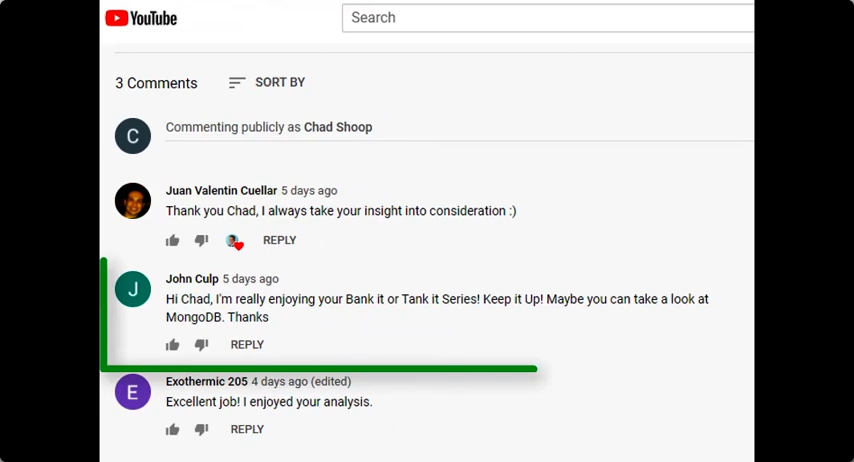 YouTube
Search
3 Comments
SORT BY
C
Commenting publicly as Chad Shoop
Juan Valentin Cuellar 5 days ago
Thank you Chad, I always take your insight into consideration :)
REPLY
J
John Culp 5 days ago
Hi Chad, I'm really enjoying your Bank it or Tank it Series! Keep it Up! Maybe you can take a look at
MongoDB. Thanks
REPLY
E
Exothermic 205 4 days ago (edited)
Excellent job! I enjoyed your analysis.
REPLY